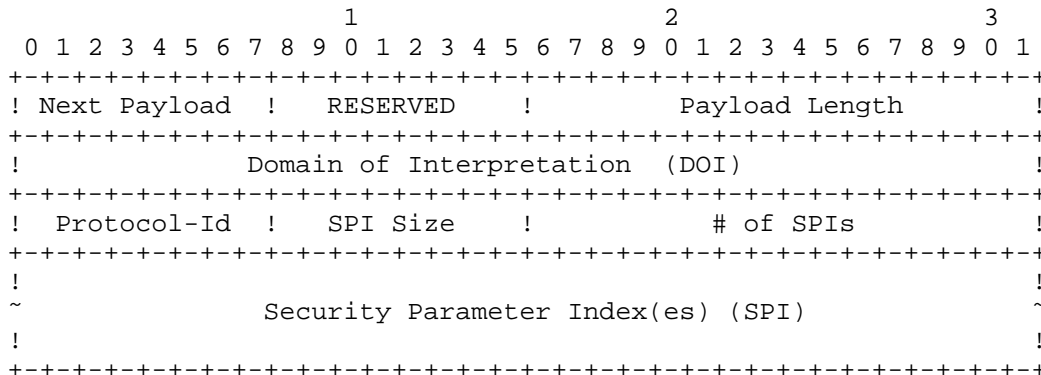 1                   2                   3
 0 1 2 3 4 5 6 7 8 9 0 1 2 3 4 5 6 7 8 9 0 1 2 3 4 5 6 7 8 9 0 1
+-+-+-+-+-+-+-+-+-+-+-+-+-+-+-+-+-+-+-+-+-+-+-+-+-+-+-+-+-+-+-+-+
! Next Payload  !   RESERVED    !         Payload Length        !
+-+-+-+-+-+-+-+-+-+-+-+-+-+-+-+-+-+-+-+-+-+-+-+-+-+-+-+-+-+-+-+-+
!              Domain of Interpretation  (DOI)                  !
+-+-+-+-+-+-+-+-+-+-+-+-+-+-+-+-+-+-+-+-+-+-+-+-+-+-+-+-+-+-+-+-+
!  Protocol-Id  !   SPI Size    !           # of SPIs           !
+-+-+-+-+-+-+-+-+-+-+-+-+-+-+-+-+-+-+-+-+-+-+-+-+-+-+-+-+-+-+-+-+
!                                                               !
~               Security Parameter Index(es) (SPI)              ~
!                                                               !
+-+-+-+-+-+-+-+-+-+-+-+-+-+-+-+-+-+-+-+-+-+-+-+-+-+-+-+-+-+-+-+-+